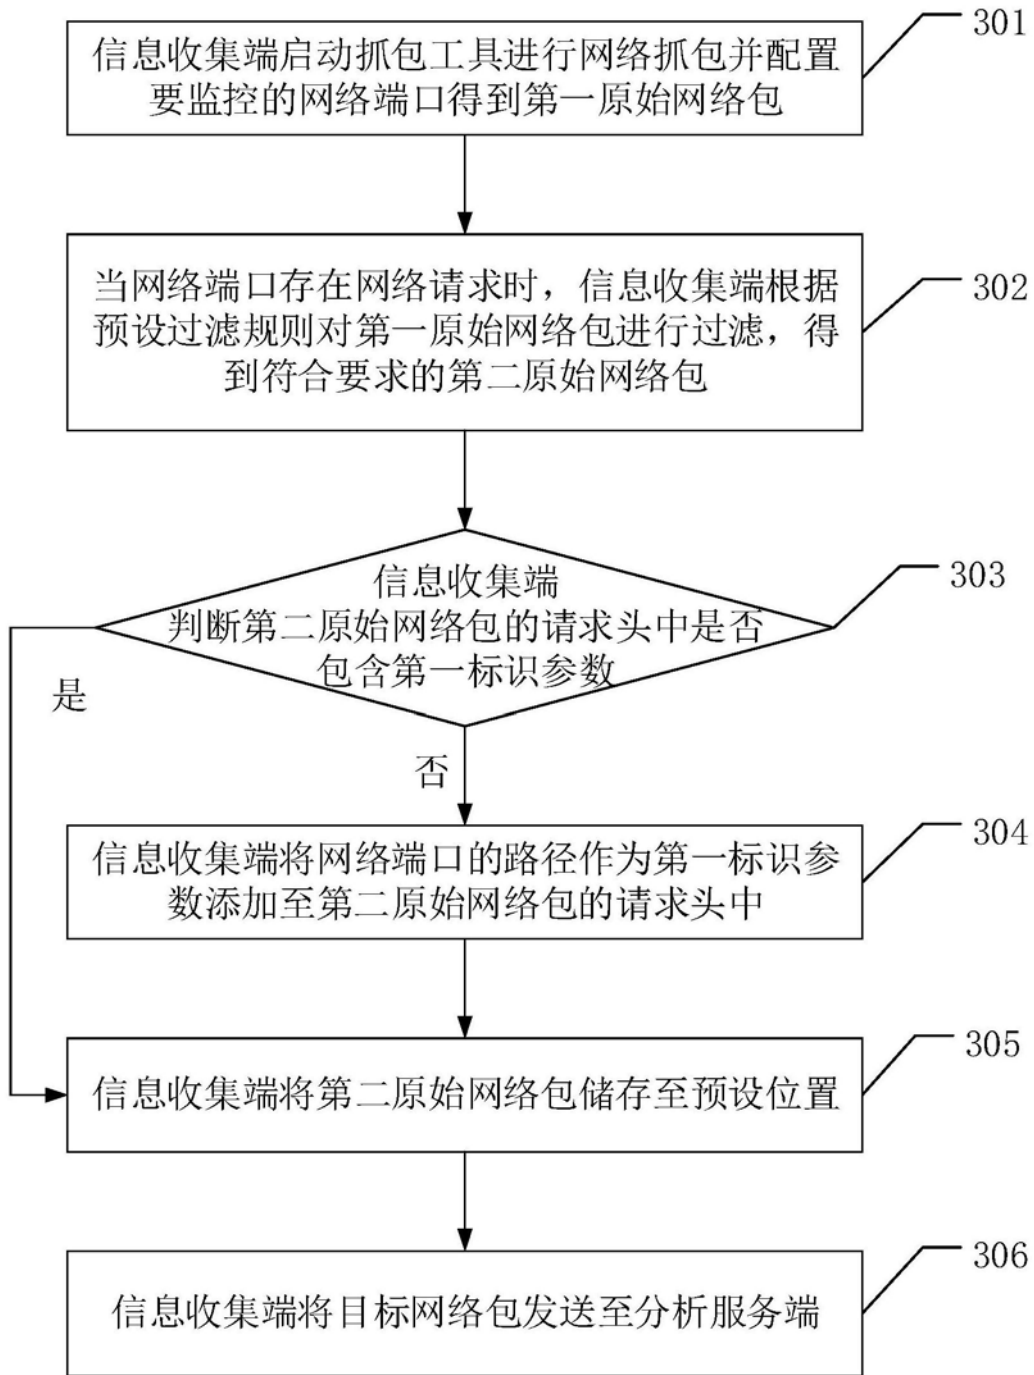 301
信息收集端启动抓包工具进行网络抓包并配置
要监控的网络端口得到第一原始网络包
302
当网络端口存在网络请求时，信息收集端根据
预设过滤规则对第一原始网络包进行过滤，得
到符合要求的第二原始网络包
303
信息收集端
判断第二原始网络包的请求头中是否
包含第一标识参数
是
否
304
信息收集端将网络端口的路径作为第一标识参
数添加至第二原始网络包的请求头中
305
信息收集端将第二原始网络包储存至预设位置
306
信息收集端将目标网络包发送至分析服务端